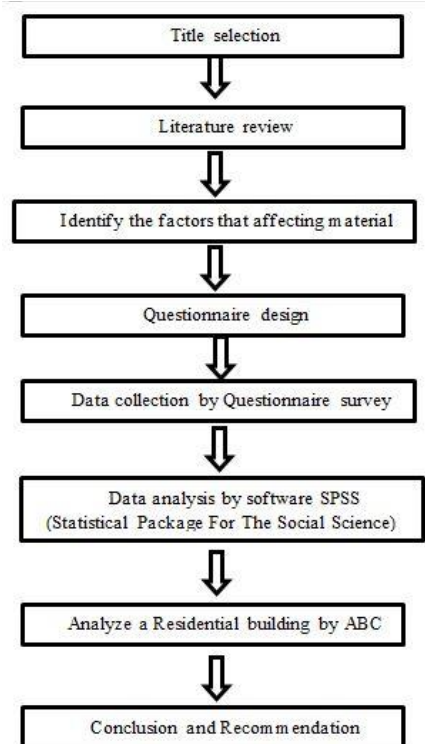 Title selection
Literature review
Identify the factors that affecting material
Questionnaire design
Data collection by Questionnaire survey
Data analysis by software SPSS
(Statistical Package For The Social Science)
Analyze a Residential building by ABC
Conclusion and Recommendation